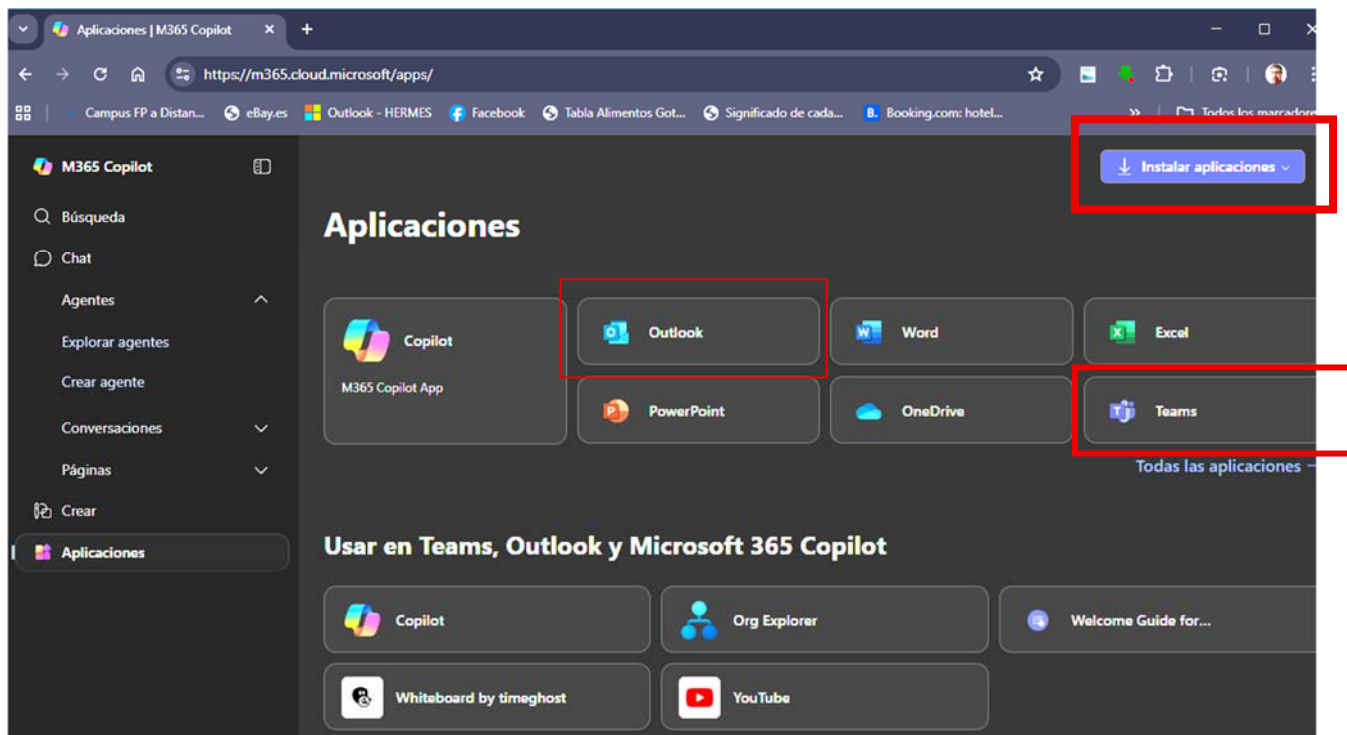 Aplicaciones | M365 Copilot
https://m365.cloud.microsoft/apps/
Campus FP a Distan... eBay.es Outlook - HERMES Facebook Tabla Alimentos Got... Significado de cada... Booking.com: hotel... » Todos los marcadore
M365 Copilot
Búsqueda
Chat
Agentes
Explorar agentes
Crear agente
Conversaciones
Páginas
Crear
Aplicaciones
Instalar aplicaciones
Aplicaciones
Copilot
M365 Copilot App
Outlook
Word
Excel
PowerPoint
OneDrive
Teams
Todas las aplicaciones
Usar en Teams, Outlook y Microsoft 365 Copilot
Copilot
Org Explorer
Welcome Guide for...
Whiteboard by timeghost
YouTube